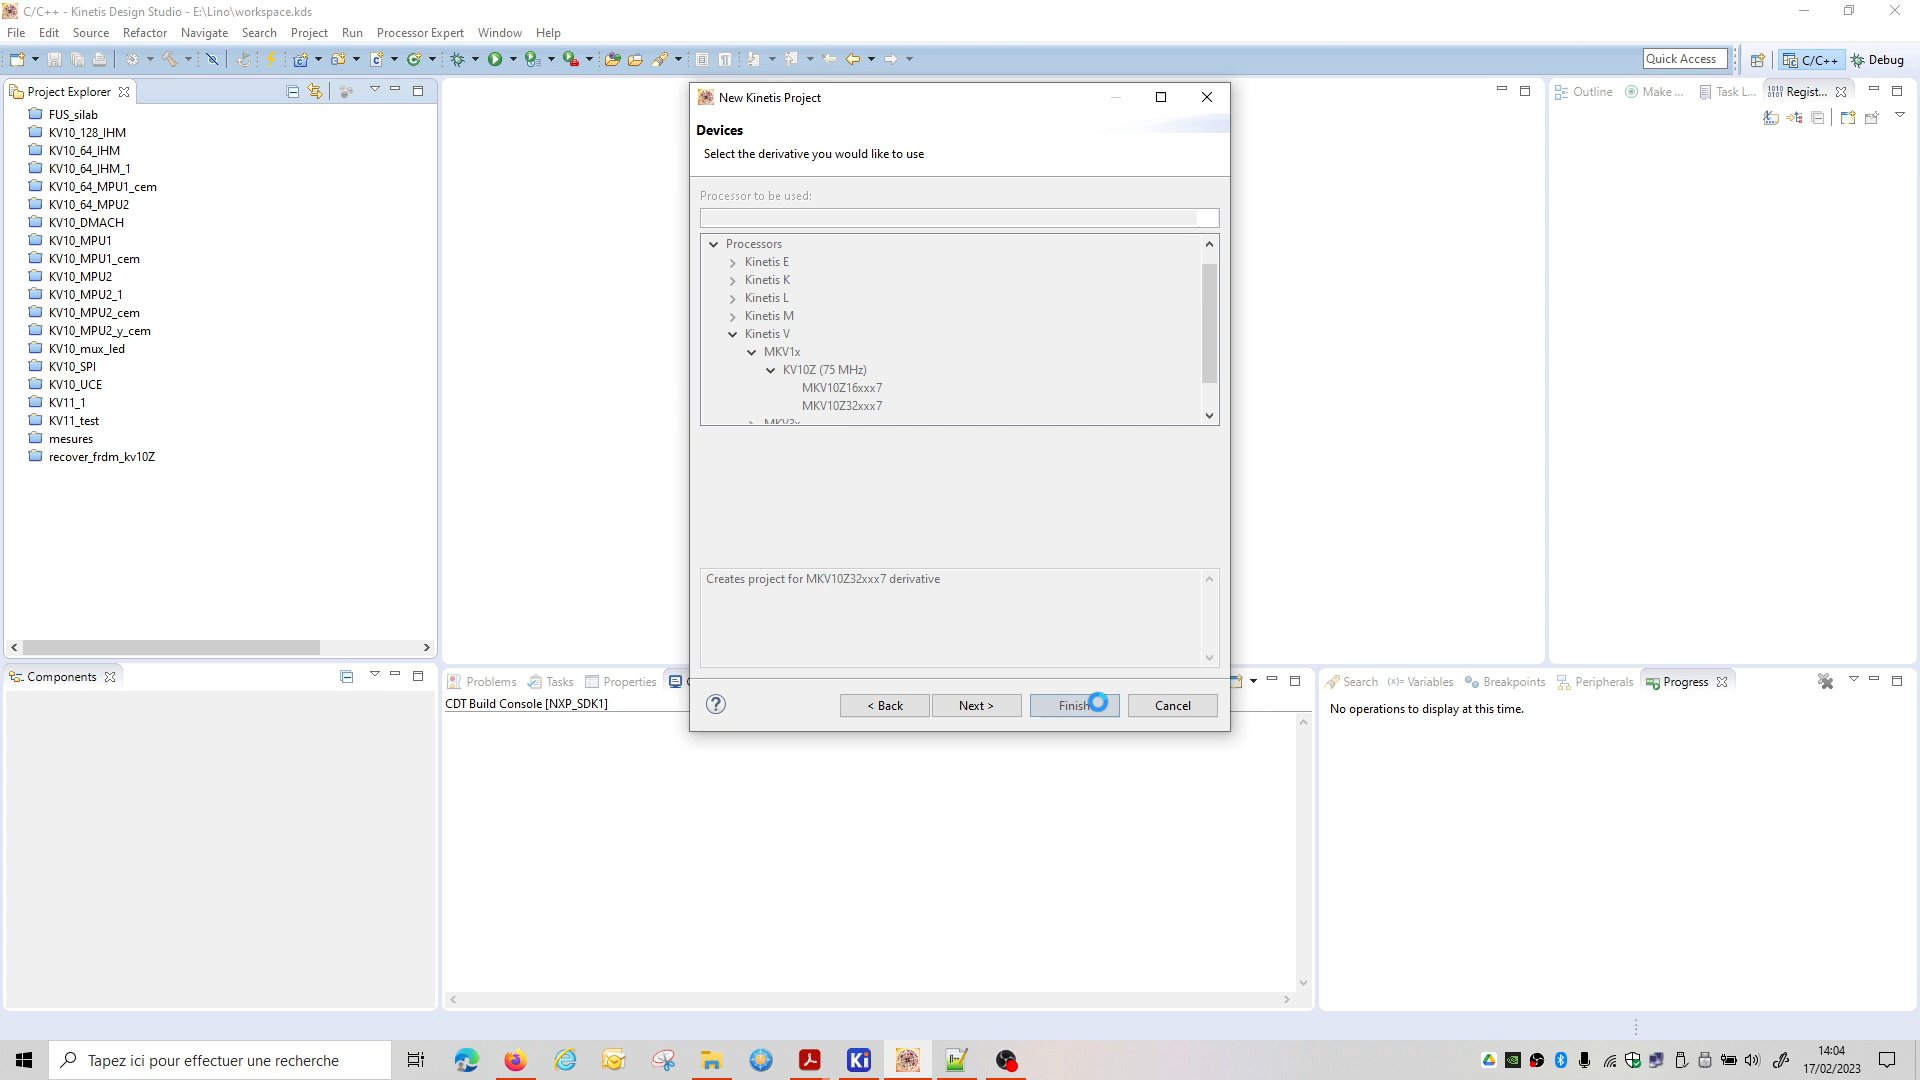 C/C++ - Kinetis Design Studio - E:\Lino\workspace.kds
File Edit Source Refactor Navigate Search Project Run Processor Expert Window Help
Quick Access
C/C++
Debug
Project Explorer
FUS_silab
KV10_128_IHM
KV10_64_IHM
KV10_64_IHM_1
KV10_64_MPU1_cem
KV10_64_MPU2
KV10_DMACH
KV10_MPU1
KV10_MPU1_cem
KV10_MPU2
KV10_MPU2_1
KV10_MPU2_cem
KV10_MPU2_y_cem
KV10_mux_led
KV10_SPI
KV10_UCE
KV11_1
KV11_test
mesures
recover_frdm_kv10Z
Components
New Kinetis Project
Devices
Select the derivative you would like to use
Processor to be used:
Processors
Kinetis E
Kinetis K
Kinetis L
Kinetis M
Kinetis V
MKV1x
KV10Z (75 MHz)
MKV10Z16xxx7
MKV10Z32xxx7
Creates project for MKV10Z32xxx7 derivative
?
< Back
Next >
Finish
Cancel
Outline
Make ...
Task L...
Regist...
Problems
Tasks
Properties
CDT Build Console [NXP_SDK1]
Search
(x)= Variables
Breakpoints
Peripherals
Progress
No operations to display at this time.
Tapez ici pour effectuer une recherche
Ki
14:04
17/02/2023